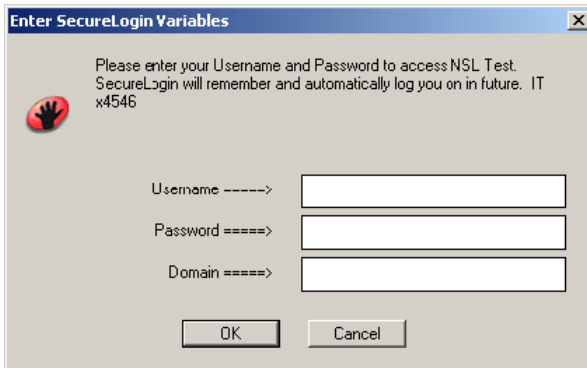 Enter SecureLogin Variables
Please enter your Username and Password to access NSL Test.
SecureLogin will remember and automatically log you on in future. IT
x4546
Username ----->
Password =====>
Domain =====>
OK
Cancel